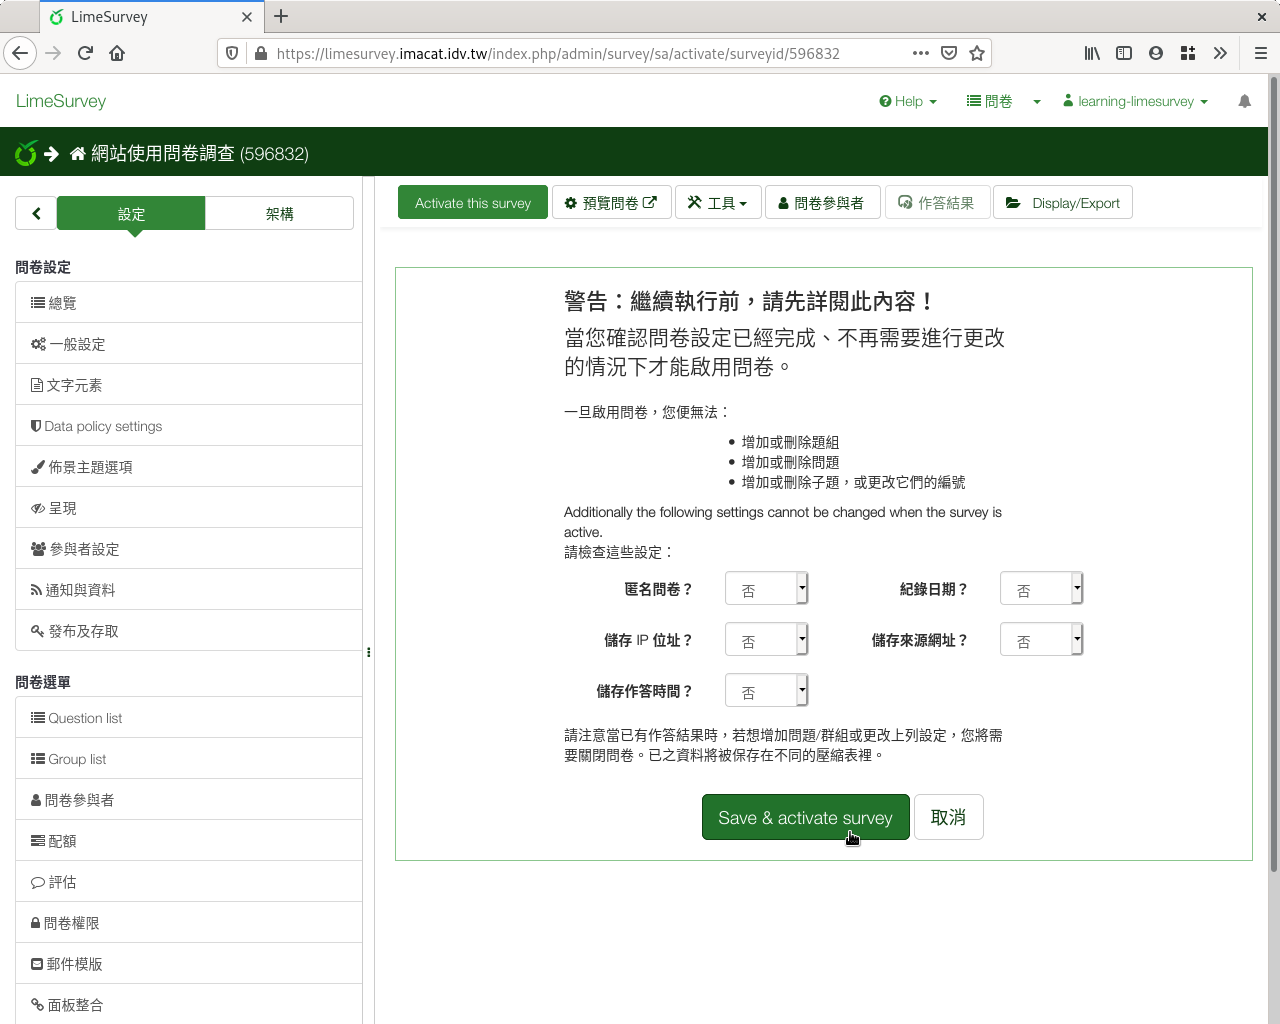 LimeSurvey
https://limesurvey.imacat.idv.tw/index.php/admin/survey/sa/activate/surveyid/596832
LimeSurvey
Help
問卷
learning-limesurvey
網站使用問卷調查 (596832)
設定
架構
Activate this survey
預覽問卷
工具
問卷參與者
作答結果
Display/Export
問卷設定
總覽
一般設定
文字元素
Data policy settings
佈景主題選項
呈現
參與者設定
通知與資料
發布及存取
問卷選單
Question list
Group list
問卷參與者
配額
評估
問卷權限
郵件模版
面板整合
警告：繼續執行前，請先詳閱此內容！
當您確認問卷設定已經完成、不再需要進行更改
的情況下才能啟用問卷。
一旦啟用問卷，您便無法：
• 增加或刪除題組
• 增加或刪除問題
• 增加或刪除子題，或更改它們的編號
Additionally the following settings cannot be changed when the survey is
active.
請檢查這些設定：
匿名問卷？ 否 紀錄日期？ 否
儲存 IP 位址？ 否 儲存來源網址？ 否
儲存作答時間？ 否
請注意當已有作答結果時，若想增加問題/群組或更改上列設定，您將需
要關閉問卷。已之資料將被保存在不同的壓縮表裡。
Save & activate survey
取消